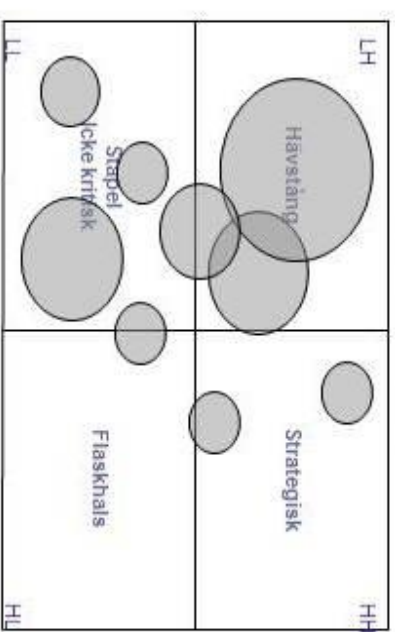 LH HH
Hävstång Strategisk
Stapel
Icke kritisk
Flaskhals
LL HL